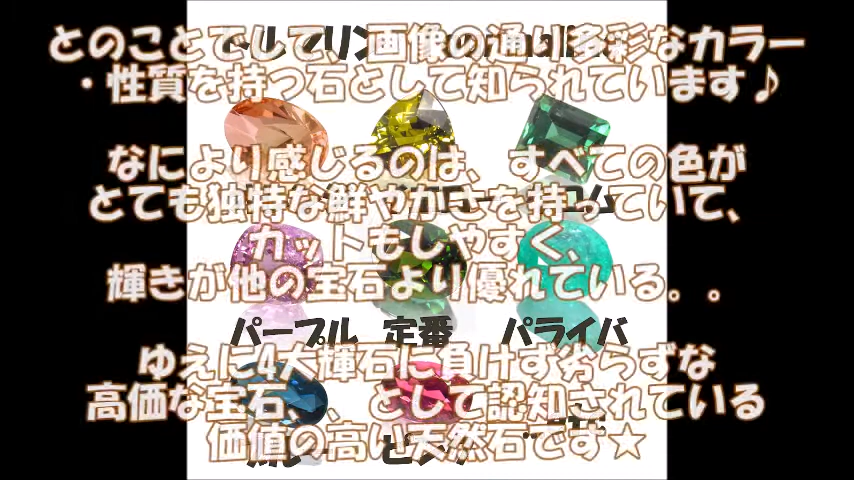 とのことでして、画像の通り多彩なカラー
・性質を持つ石として知られています♪
なにより感じるのは、すべての色が
とても独特な鮮やかさを持っていて、
カットもしやすく、
輝きが他の宝石より優れている。。
パープル 定番 パライバ
ゆえに4大輝石に負けず劣らずな
高価な宝石、、として認知されている
価値の高い天然石です★